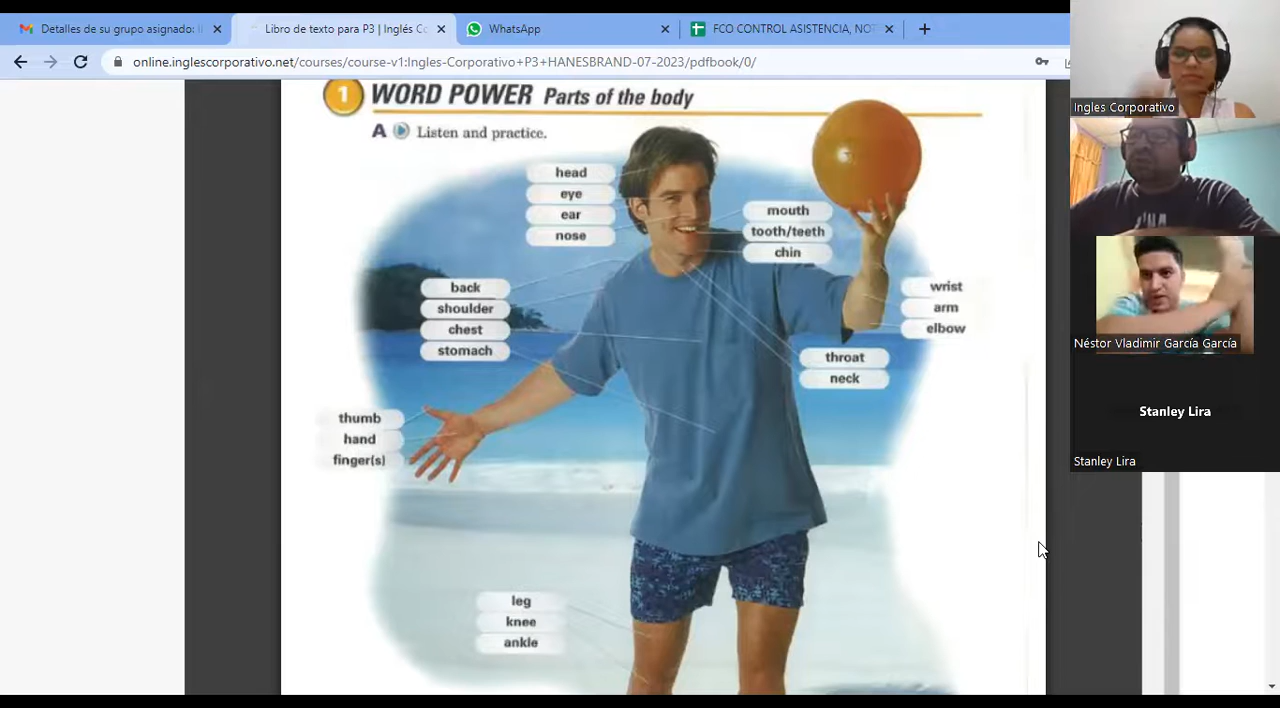 Detalles de su grupo asignado: I
Libro de texto para P3 | Inglés Co
WhatsApp
FCO CONTROL ASISTENCIA, NOT
online.inglescorporativo.net/courses/course-v1:Ingles-Corporativo+P3+HANESBRAND-07-2023/pdfbook/0/
1 WORD POWER Parts of the body
A Listen and practice.
head
eye
ear
nose
mouth
tooth/teeth
chin
back
shoulder
chest
stomach
wrist
arm
elbow
throat
neck
thumb
hand
finger(s)
leg
knee
ankle
Ingles Corporativo
Néstor Vladimir García García
Stanley Lira
Stanley Lira